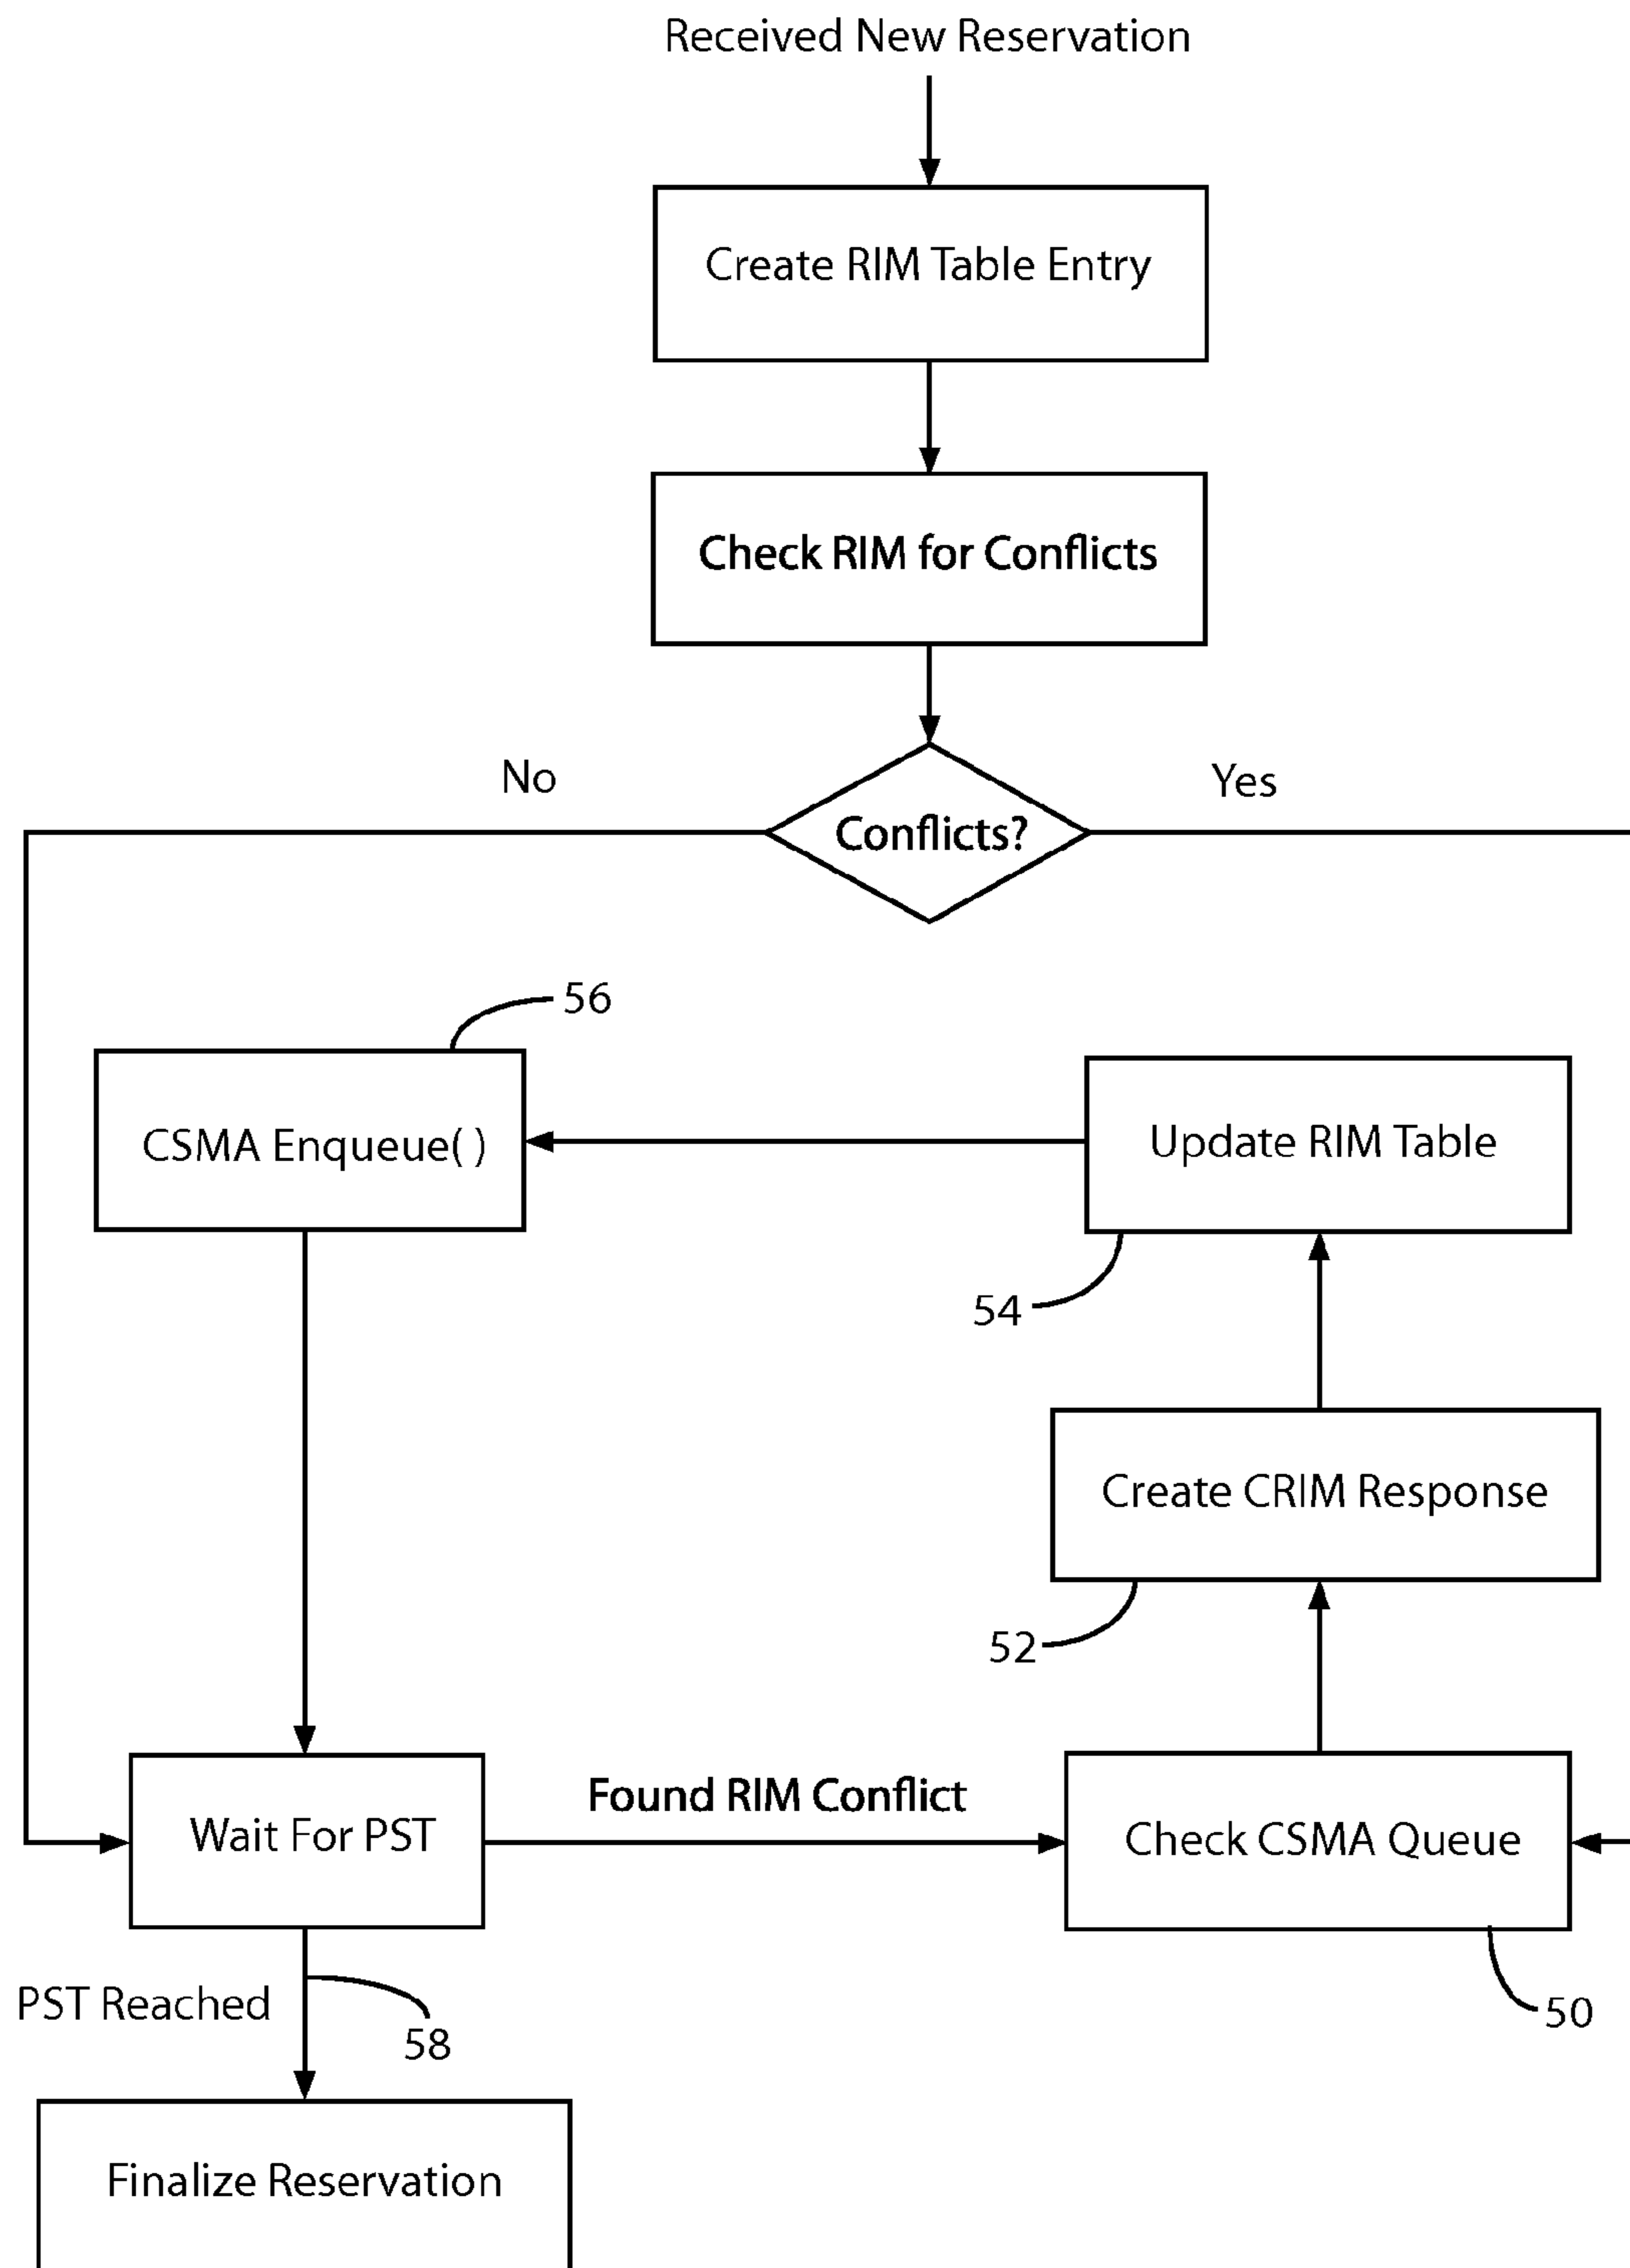 Received New Reservation
Create RIM Table Entry
Check RIM for Conflicts
No
Yes
Conflicts?
56
CSMA Enqueue( )
Update RIM Table
54
Create CRIM Response
52
Wait For PST
Found RIM Conflict
Check CSMA Queue
PST Reached
58
50
Finalize Reservation